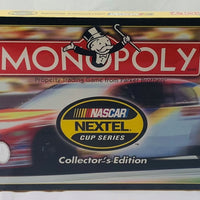 MONOPOLY
Property Trading Game from Parker Brothers
NASCAR
NEXTEL
CUP SERIES
Collector's Edition